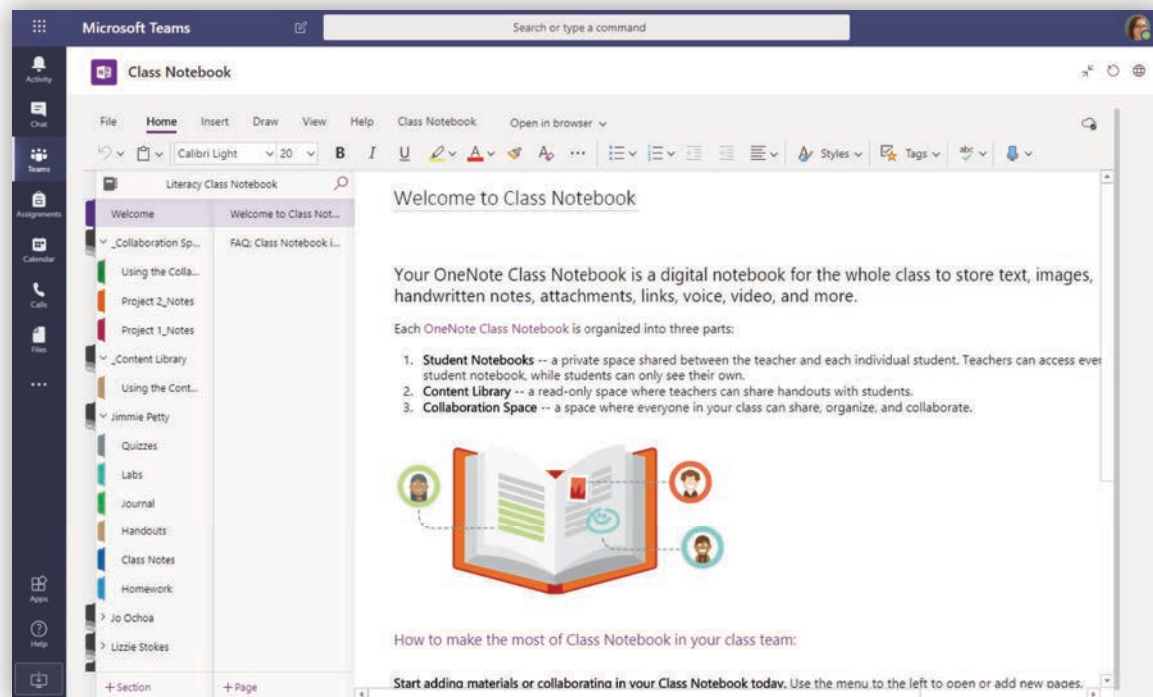 Microsoft Teams
Search or type a command
Activity
Chat
Teams
Assignments
Calendar
Calls
Files
Apps
Help
Class Notebook
File Home Insert Draw View Help Class Notebook Open in browser
Calibri Light 20 B I U A A Styles Tags abc
Literacy Class Notebook
Welcome
_Collaboration Sp...
Using the Colla...
Project 2_Notes
Project 1_Notes
_Content Library
Using the Cont...
Jimmie Petty
Quizzes
Labs
Journal
Handouts
Class Notes
Homework
Jo Ochoa
Lizzie Stokes
+ Section
Welcome to Class Not...
FAQ: Class Notebook i...
+ Page
Welcome to Class Notebook
Your OneNote Class Notebook is a digital notebook for the whole class to store text, images,
handwritten notes, attachments, links, voice, video, and more.
Each OneNote Class Notebook is organized into three parts:
1. Student Notebooks -- a private space shared between the teacher and each individual student. Teachers can access ever
student notebook, while students can only see their own.
2. Content Library -- a read-only space where teachers can share handouts with students.
3. Collaboration Space -- a space where everyone in your class can share, organize, and collaborate.
How to make the most of Class Notebook in your class team:
Start adding materials or collaborating in your Class Notebook today. Use the menu to the left to open or add new pages.